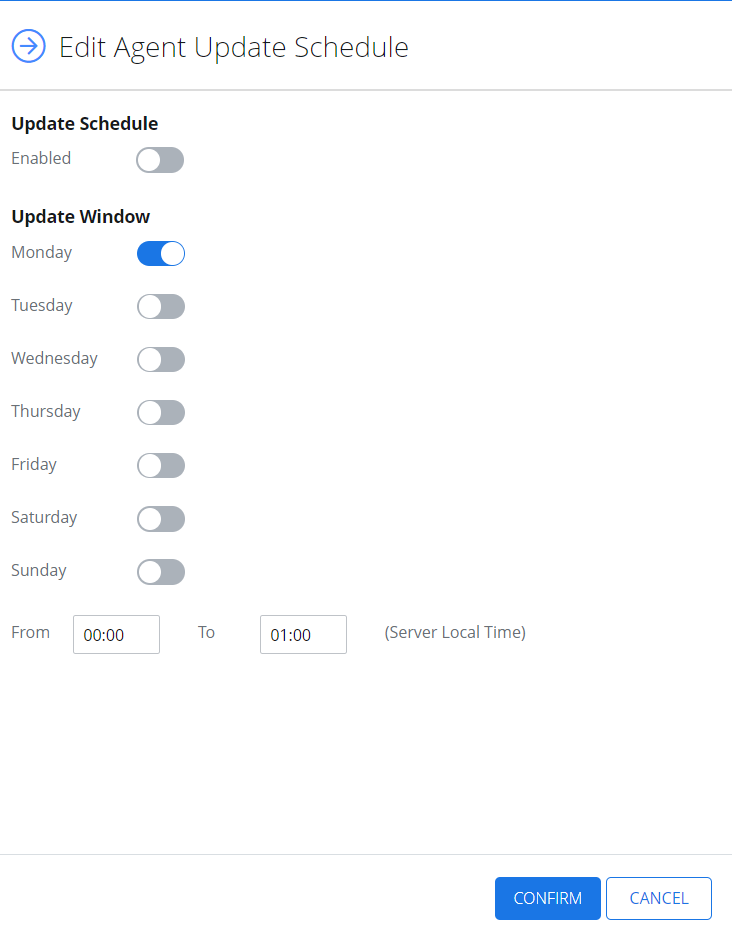 Edit Agent Update Schedule
Update Schedule
Enabled
Update Window
Monday
Tuesday
Wednesday
Thursday
Friday
Saturday
Sunday
From 00:00 To 01:00 (Server Local Time)
CONFIRM CANCEL